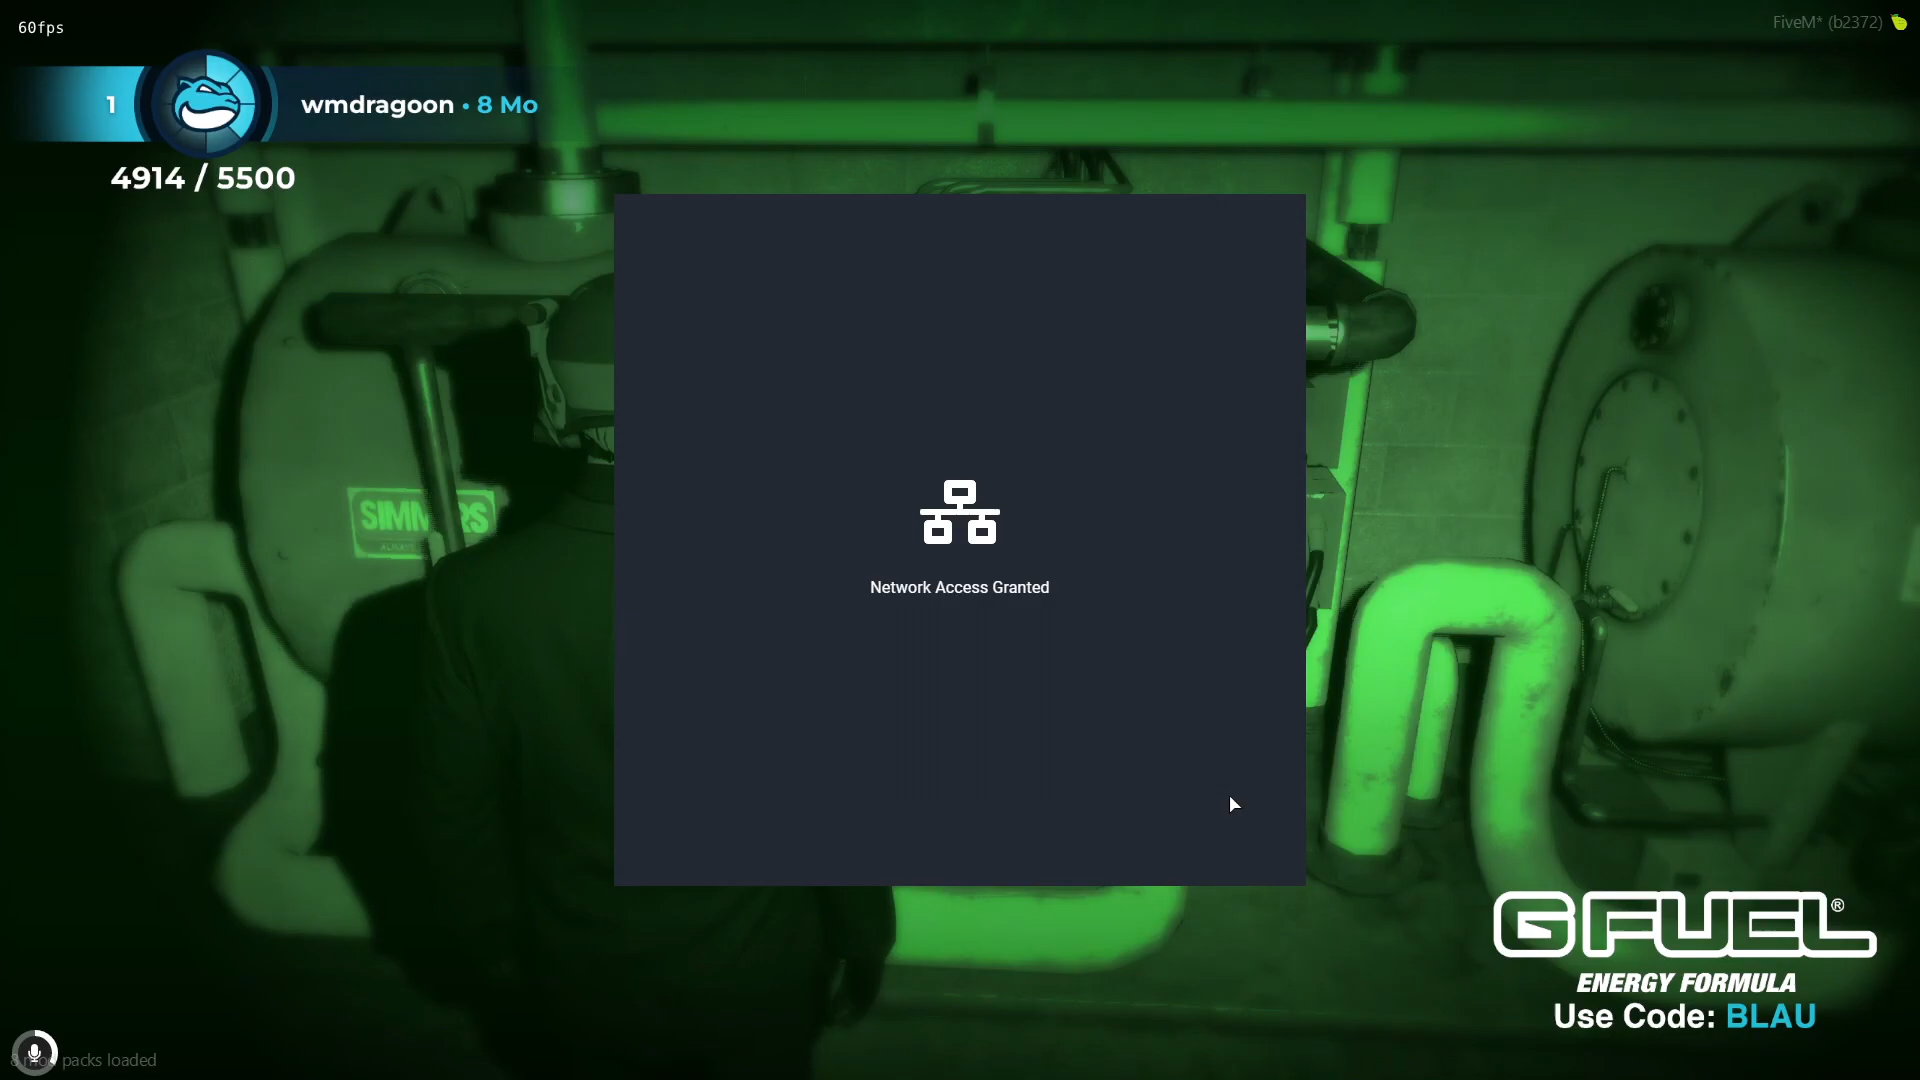 60fps
FiveM* (b2372)
1
wmdragoon • 8 Mo
4914 / 5500
Network Access Granted
GFUEL®
ENERGY FORMULA
Use Code: BLAU
packs loaded